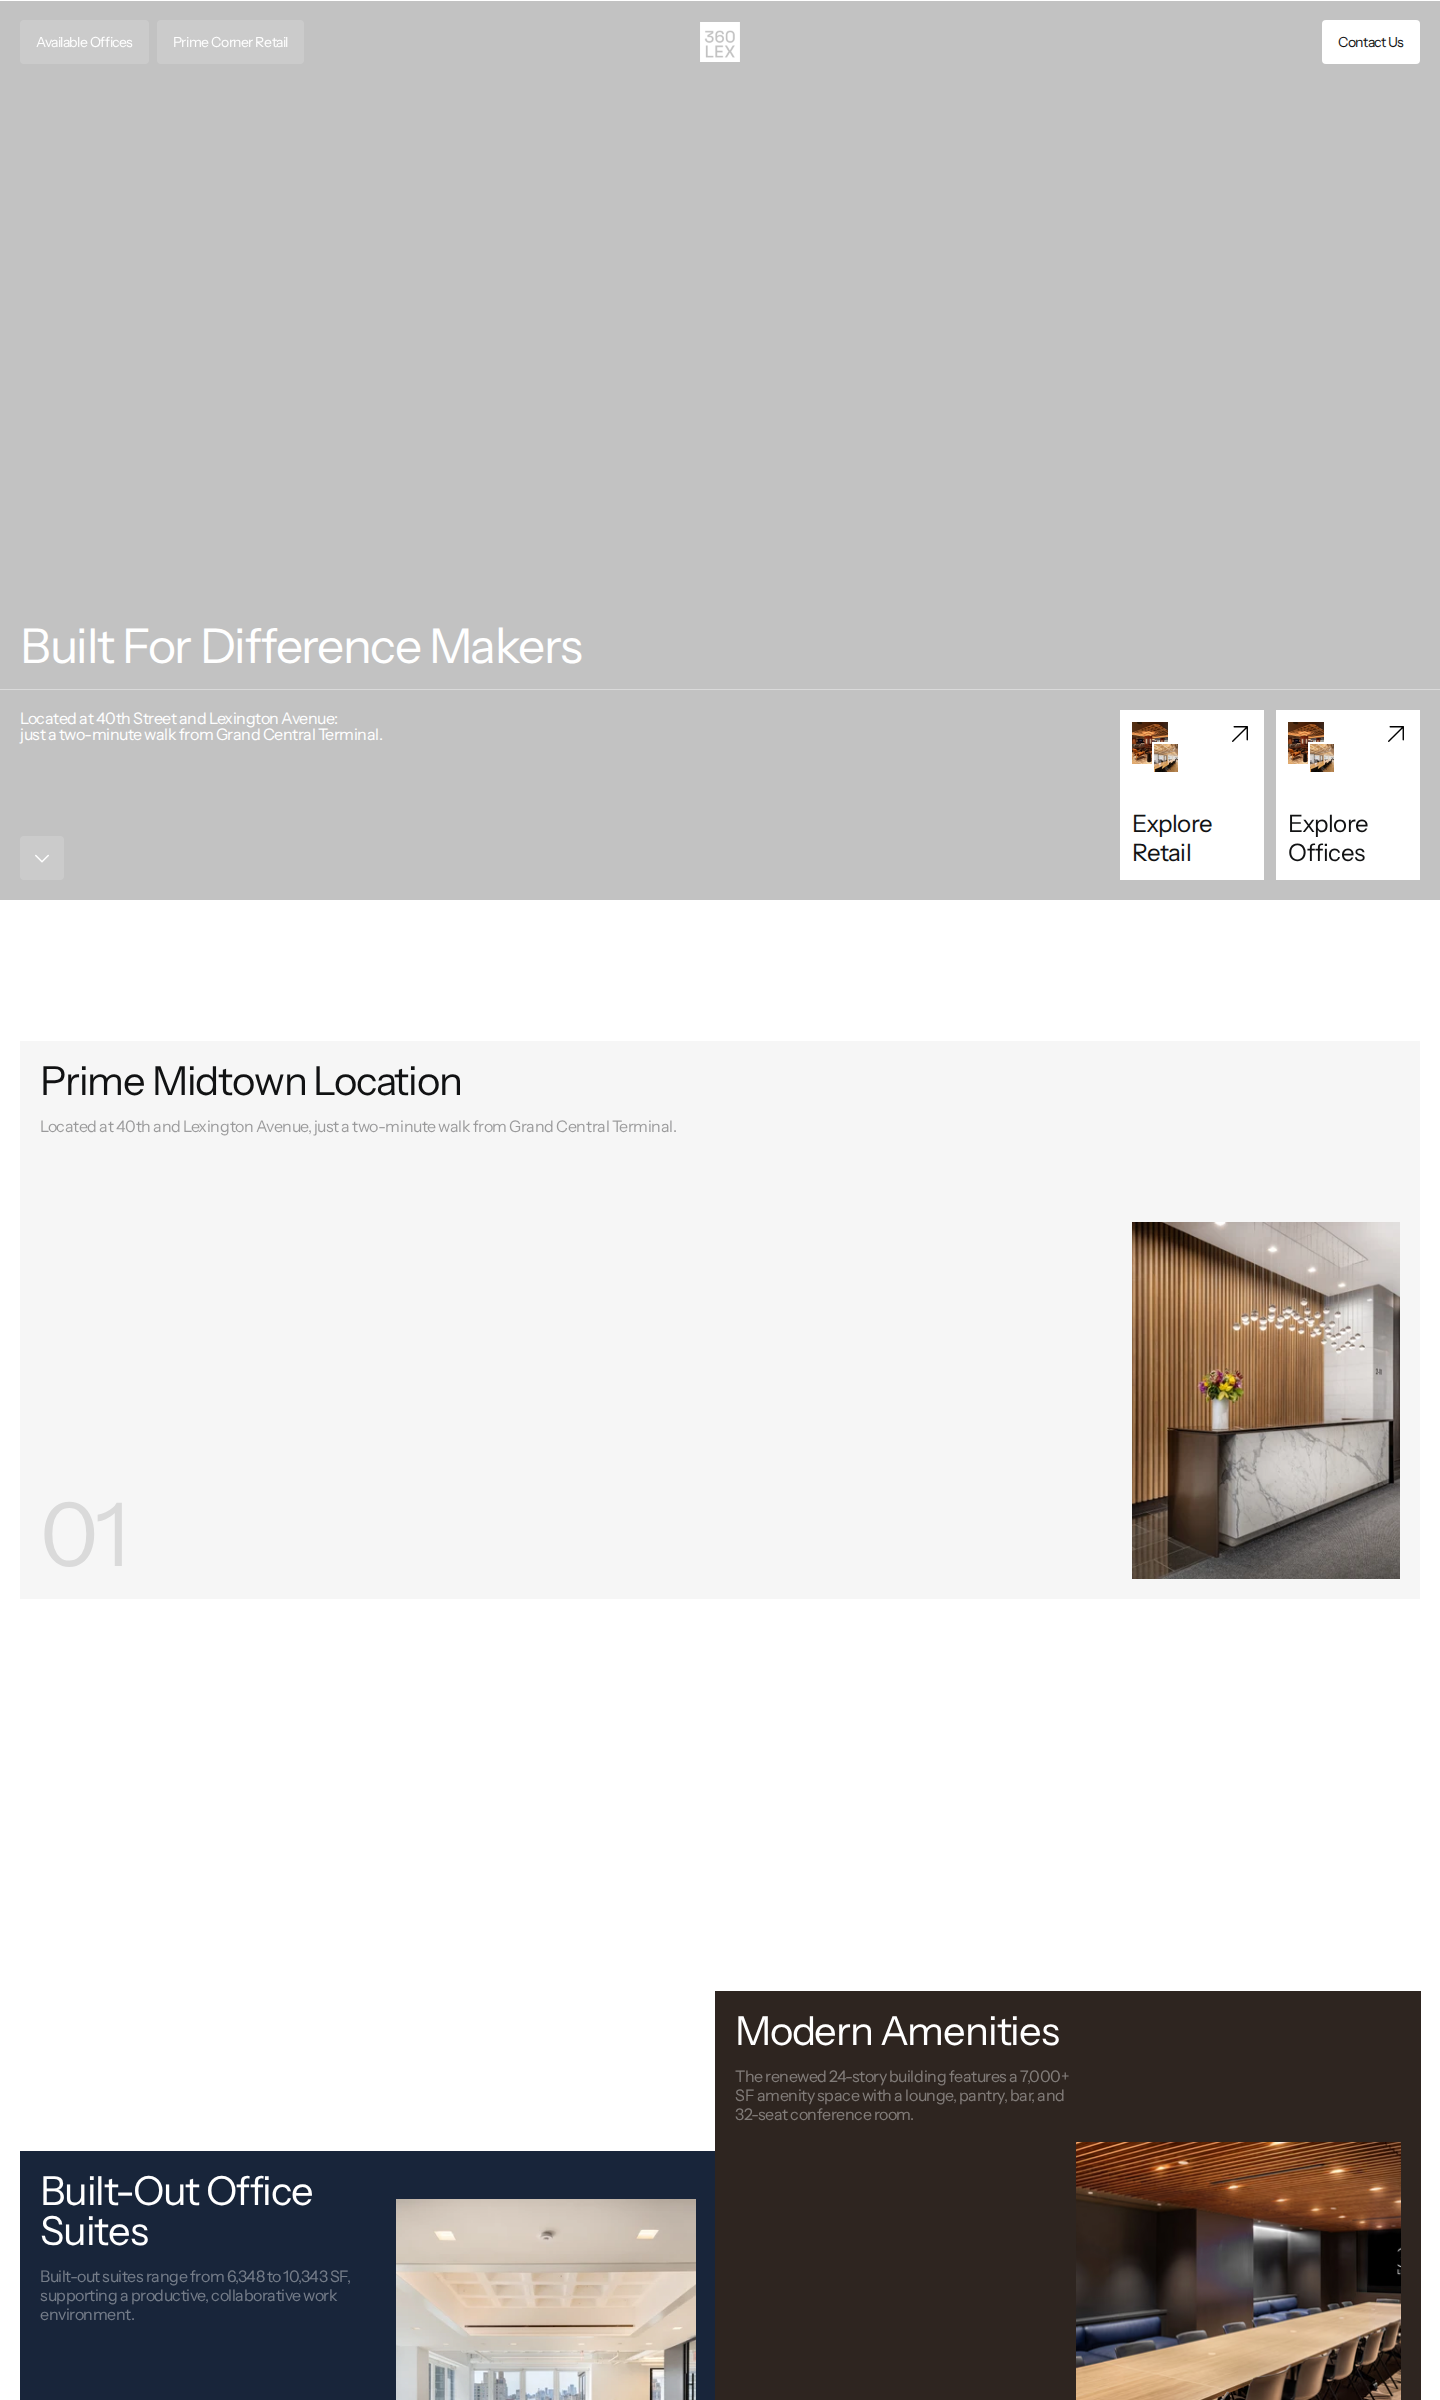 Available Offices
Prime Corner Retail
360
LEX
Contact Us
Built For Difference Makers
Located at 40th Street and Lexington Avenue:
just a two-minute walk from Grand Central Terminal.
Explore
Retail
Explore
Offices
Prime Midtown Location
Located at 40th and Lexington Avenue, just a two-minute walk from Grand Central Terminal.
01
Modern Amenities
The renewed 24-story building features a 7,000+
SF amenity space with a lounge, pantry, bar, and
32-seat conference room.
Built-Out Office
Suites
Built-out suites range from 6,348 to 10,343 SF,
supporting a productive, collaborative work
environment.